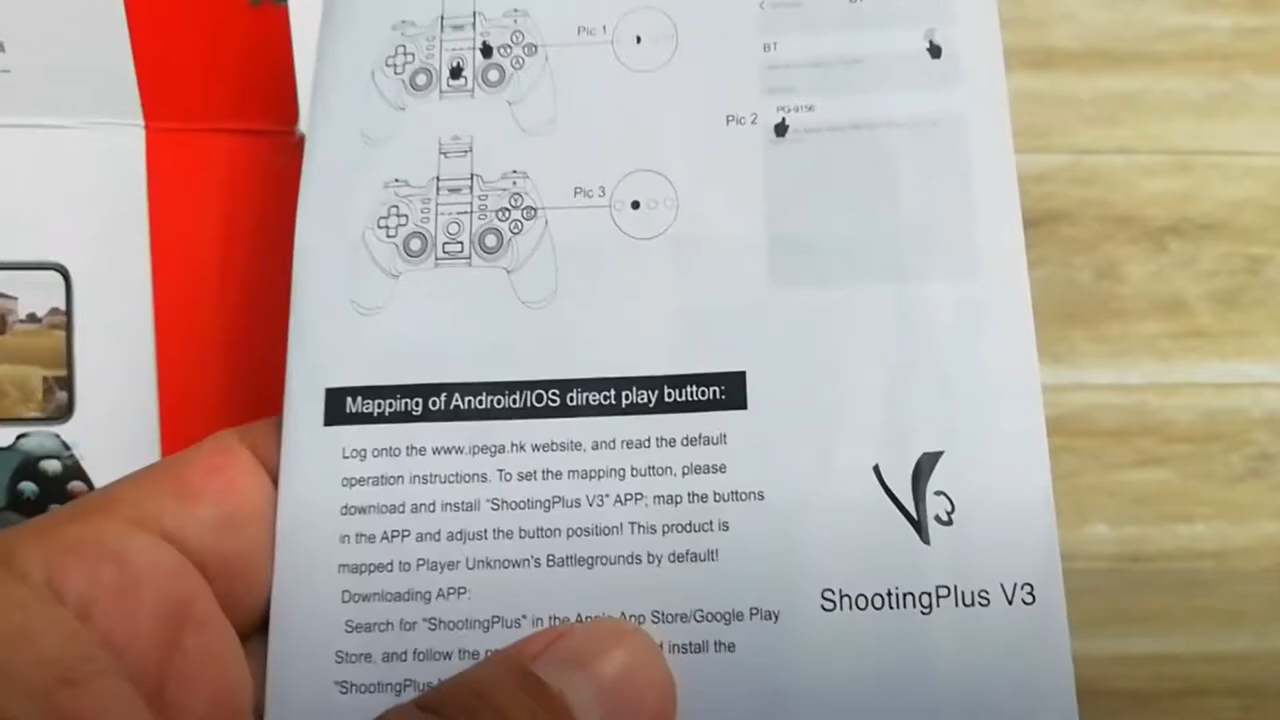 Pic 1
BT
PG-9156
Pic 2
Y
X
B
A
Pic 3
Y
X
B
A
Mapping of Android/IOS direct play button:
Log onto the www.ipega.hk website, and read the default
operation instructions. To set the mapping button, please
download and install "ShootingPlus V3" APP; map the buttons
in the APP and adjust the button position! This product is
mapped to Player Unknown's Battlegrounds by default!
Downloading APP:
Search for "ShootingPlus" in the Apple App Store/Google Play
Store, and follow the install the
"ShootingPlus
V3
ShootingPlus V3